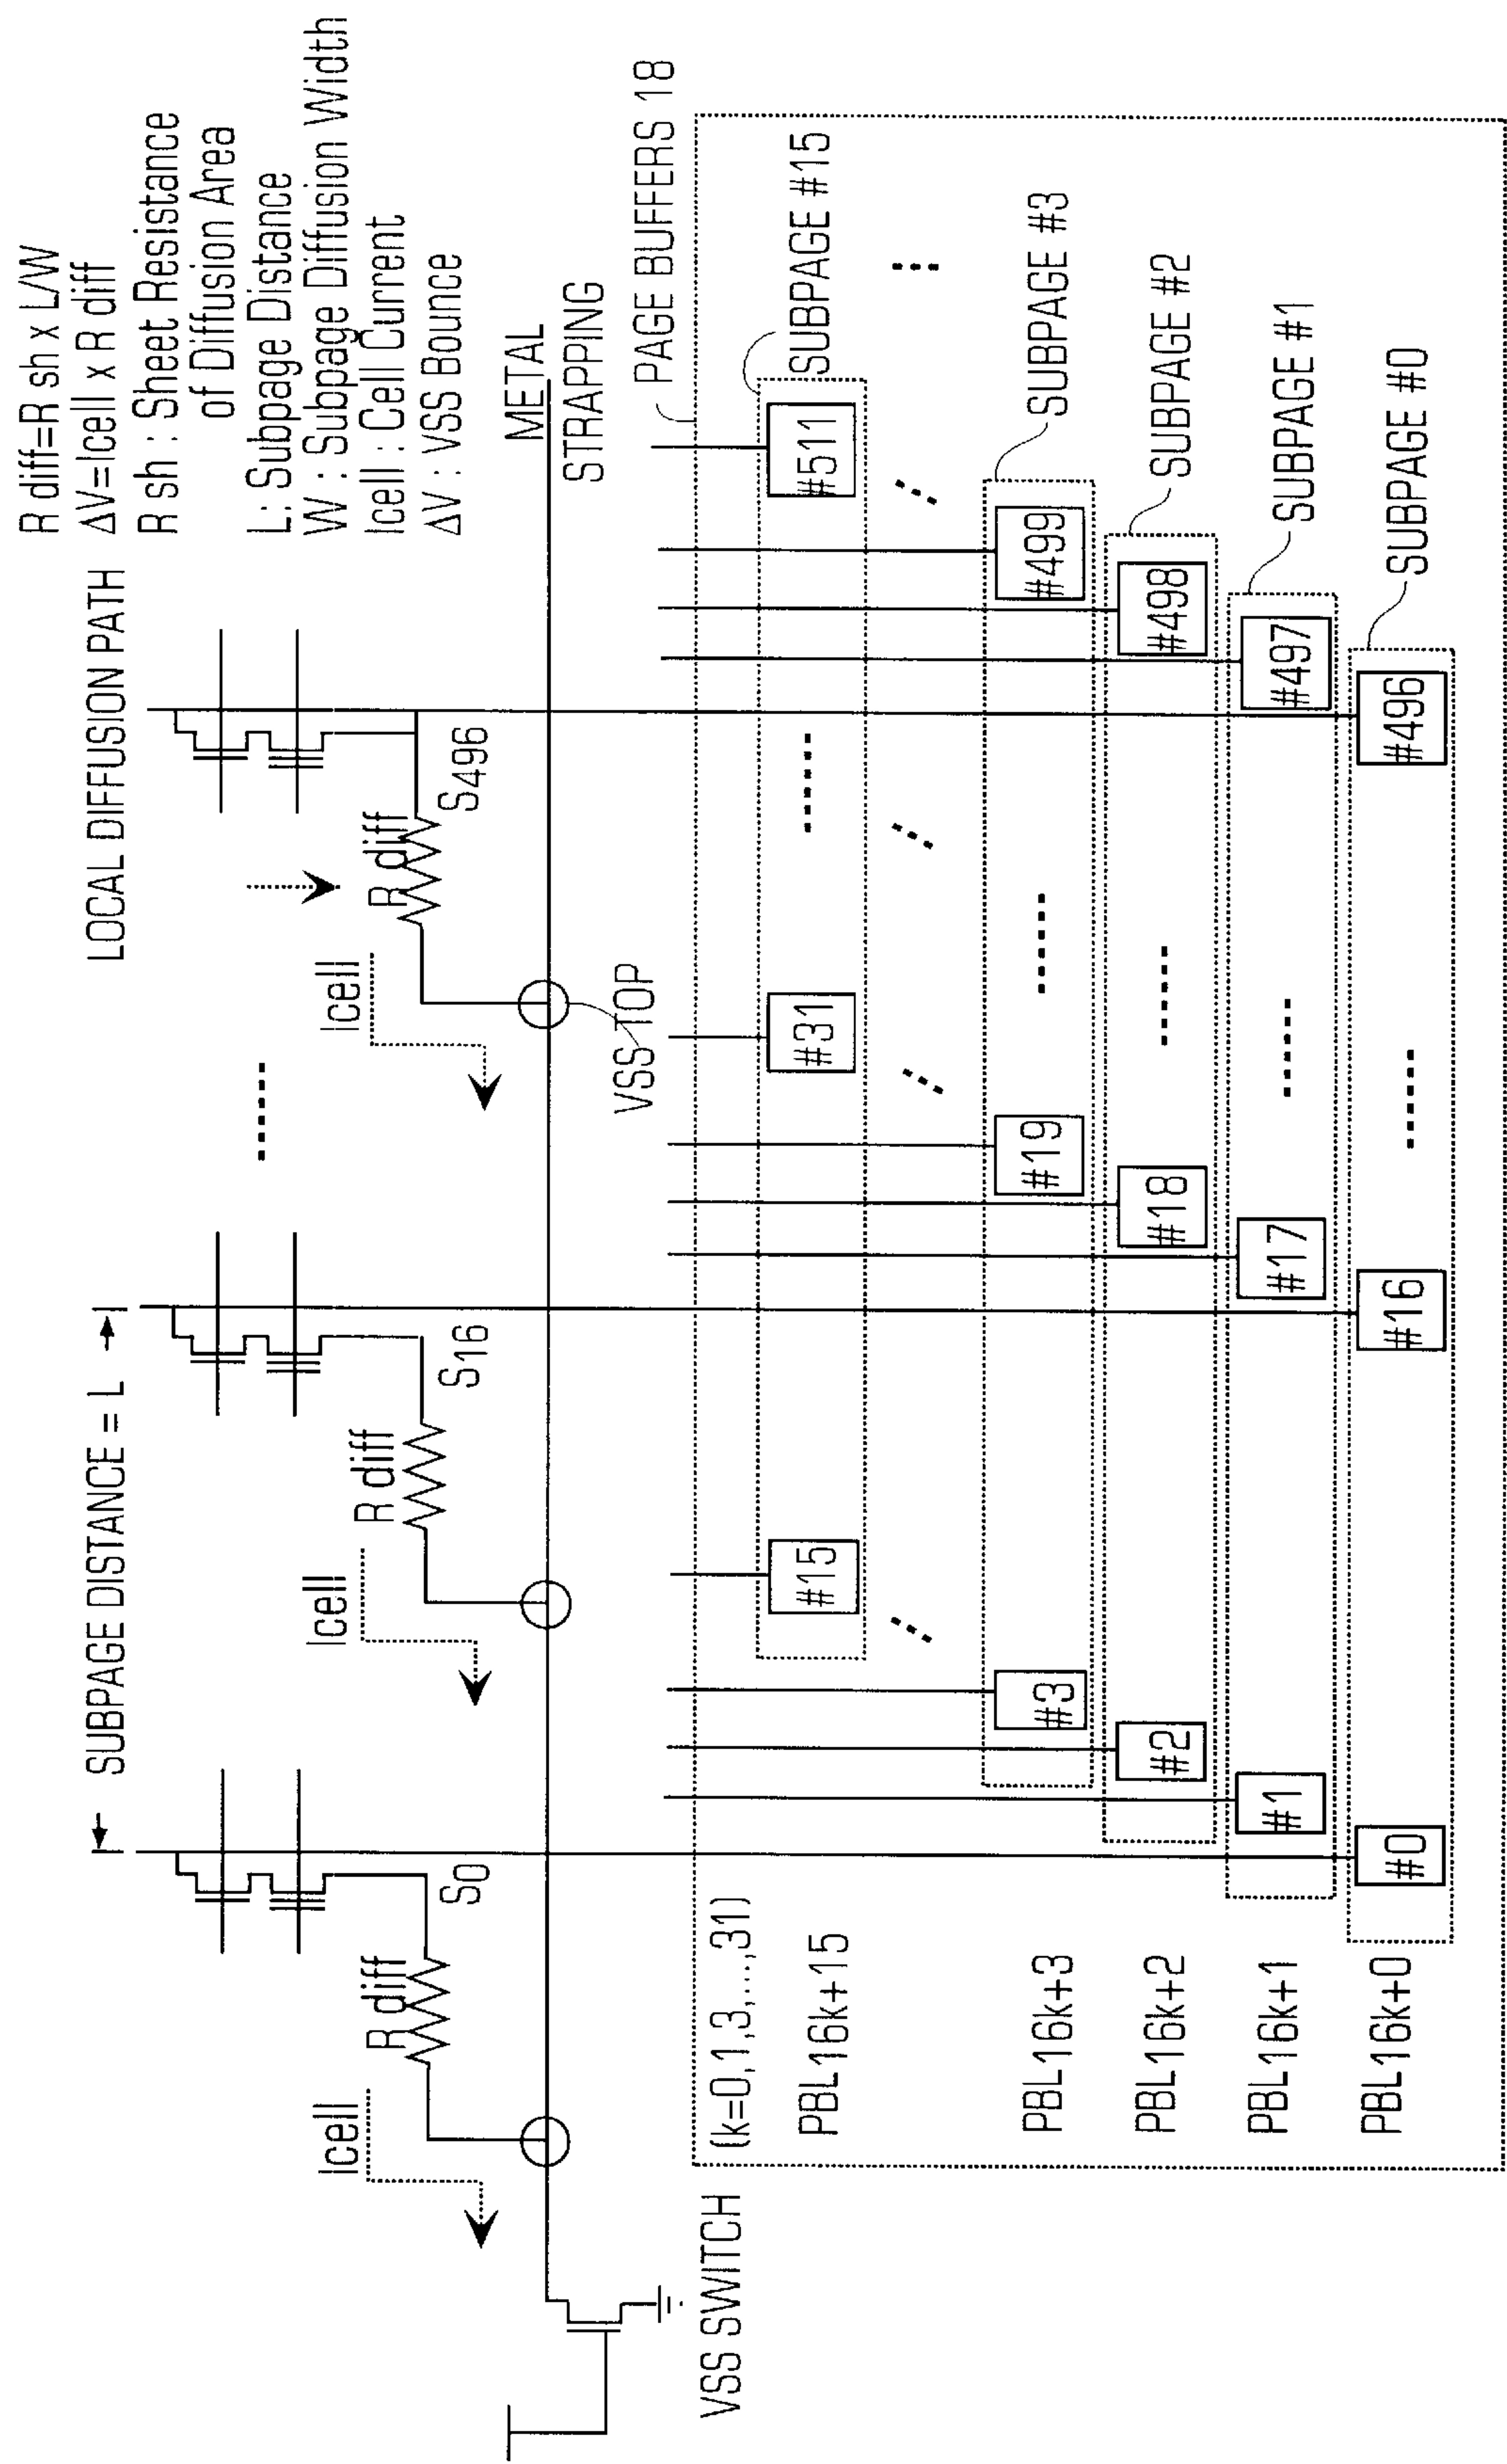 R diff=R sh x L/W
ΔV=Icell x R diff
R sh : Sheet Resistance
of Diffusion Area
L: Subpage Distance
W : Subpage Diffusion Width
Icell : Cell Current
ΔV : VSS Bounce
SUBPAGE DISTANCE = L
LOCAL DIFFUSION PATH
Icell
R diff
S0
Icell
R diff
S16
Icell
R diff
S496
METAL
STRAPPING
VSS TOP
VSS SWITCH
PAGE BUFFERS 18
(k=0,1,3,...,31)
PBL16k+15
#15
#31
#511
SUBPAGE #15
PBL16k+3
#3
#19
#499
SUBPAGE #3
PBL16k+2
#2
#18
#498
SUBPAGE #2
PBL16k+1
#1
#17
#497
SUBPAGE #1
PBL16k+0
#0
#16
#496
SUBPAGE #0